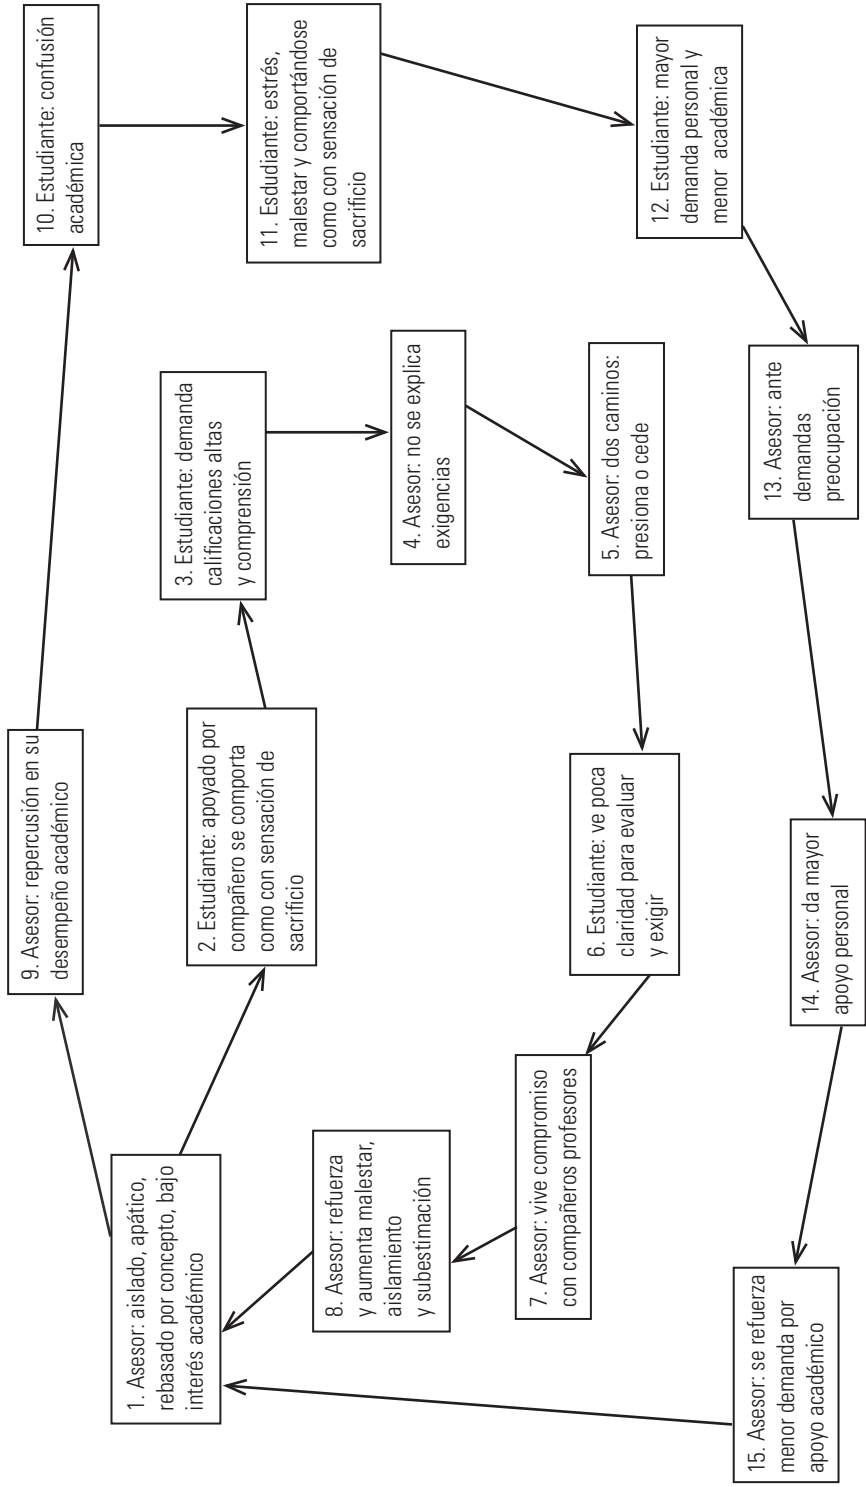 1. Asesor: aislado, apático,
rebasado por concepto, bajo
interés académico
2. Estudiante: apoyado por
compañero se comporta
como con sensación de
sacrificio
3. Estudiante: demanda
calificaciones altas
y comprensión
4. Asesor: no se explica
exigencias
5. Asesor: dos caminos:
presiona o cede
6. Estudiante: ve poca
claridad para evaluar
y exigir
7. Asesor: vive compromiso
con compañeros profesores
8. Asesor: refuerza
y aumenta malestar,
aislamiento
y subestimación
9. Asesor: repercusión en su
desempeño académico
10. Estudiante: confusión
académica
11. Esdudiante: estrés,
malestar y comportándose
como con sensación de
sacrificio
12. Estudiante: mayor
demanda personal y
menor académica
13. Asesor: ante
demandas
preocupación
14. Asesor: da mayor
apoyo personal
15. Asesor: se refuerza
menor demanda por
apoyo académico